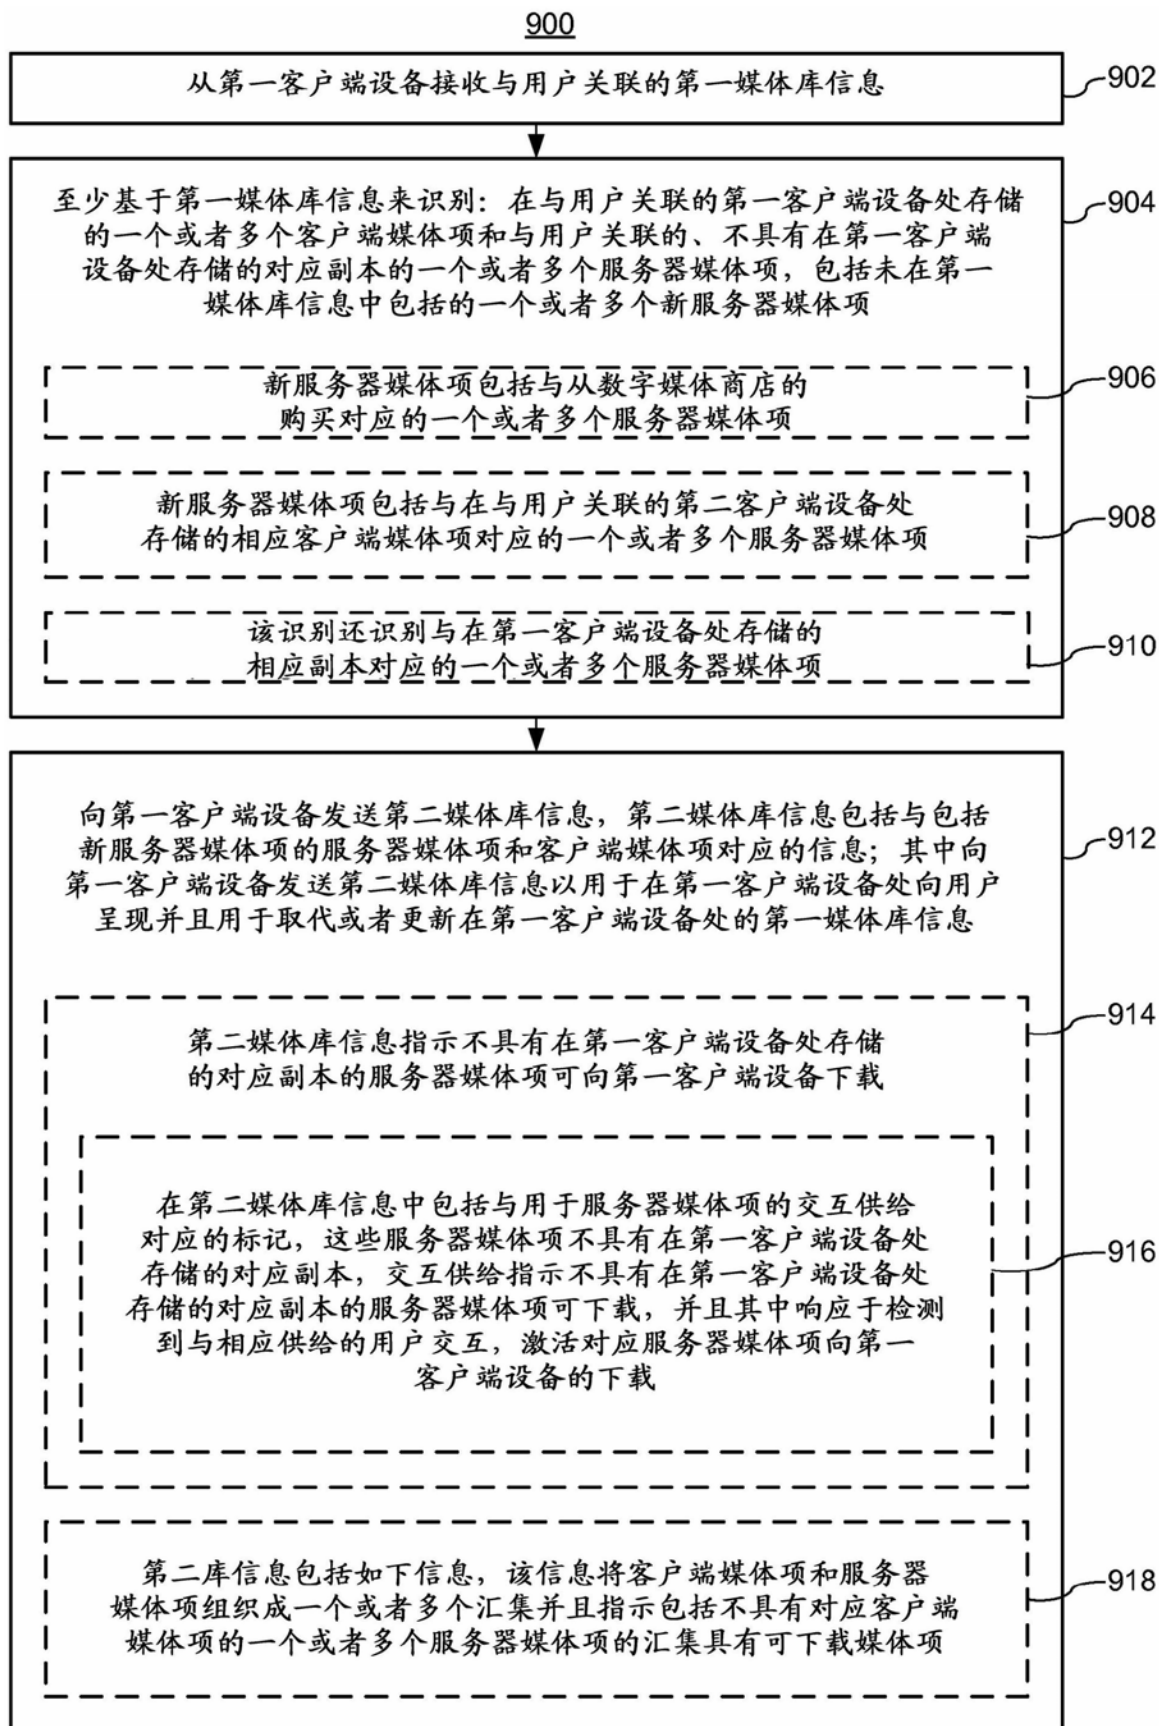 900
从第一客户端设备接收与用户关联的第一媒体库信息
902
至少基于第一媒体库信息来识别：在与用户关联的第一客户端设备处存储
的一个或者多个客户端媒体项和与用户关联的、不具有在第一客户端
设备处存储的对应副本的一个或者多个服务器媒体项，包括未在第一
媒体库信息中包括的一个或者多个新服务器媒体项
904
新服务器媒体项包括与从数字媒体商店的
购买对应的一个或者多个服务器媒体项
906
新服务器媒体项包括与在与用户关联的第二客户端设备处
存储的相应客户端媒体项对应的一个或者多个服务器媒体项
908
该识别还识别与在第一客户端设备处存储的
相应副本对应的一个或者多个服务器媒体项
910
向第一客户端设备发送第二媒体库信息，第二媒体库信息包括与包括
新服务器媒体项的服务器媒体项和客户端媒体项对应的信息；其中向
第一客户端设备发送第二媒体库信息以用于在第一客户端设备处向用户
呈现并且用于取代或者更新在第一客户端设备处的第一媒体库信息
912
第二媒体库信息指示不具有在第一客户端设备处存储
的对应副本的服务器媒体项可向第一客户端设备下载
914
在第二媒体库信息中包括与用于服务器媒体项的交互供给
对应的标记，这些服务器媒体项不具有在第一客户端设备处
存储的对应副本，交互供给指示不具有在第一客户端设备处
存储的对应副本的服务器媒体项可下载，并且其中响应于检测
到与相应供给的用户交互，激活对应服务器媒体项向第一
客户端设备的下载
916
第二库信息包括如下信息，该信息将客户端媒体项和服务器
媒体项组织成一个或者多个汇集并且指示包括不具有对应客户端
媒体项的一个或者多个服务器媒体项的汇集具有可下载媒体项
918